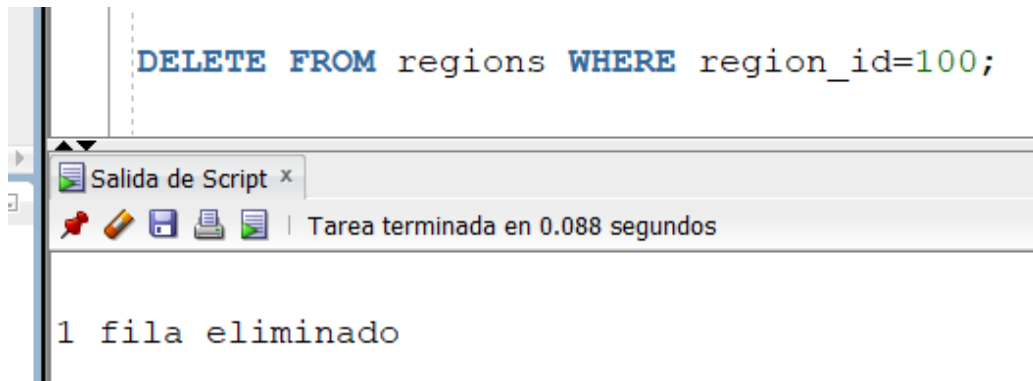 DELETE FROM regions WHERE region_id=100;
Salida de Script x
Tarea terminada en 0.088 segundos
1 fila eliminado